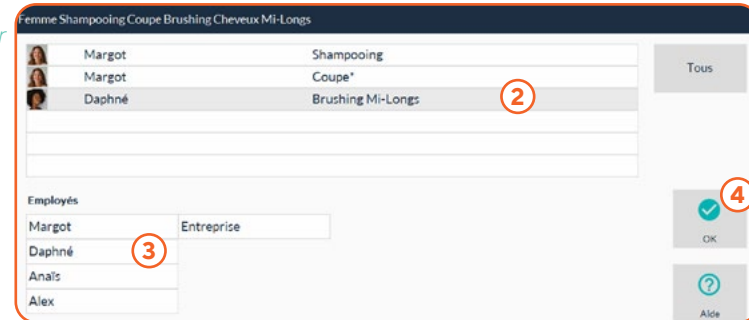 Femme Shampooing Coupe Brushing Cheveux Mi-Longs
Margot Shampooing
Margot Coupe*
Daphné Brushing Mi-Longs
2
Tous
Employés
Margot Entreprise
Daphné
Anaïs
Alex
3
4
OK
Aide